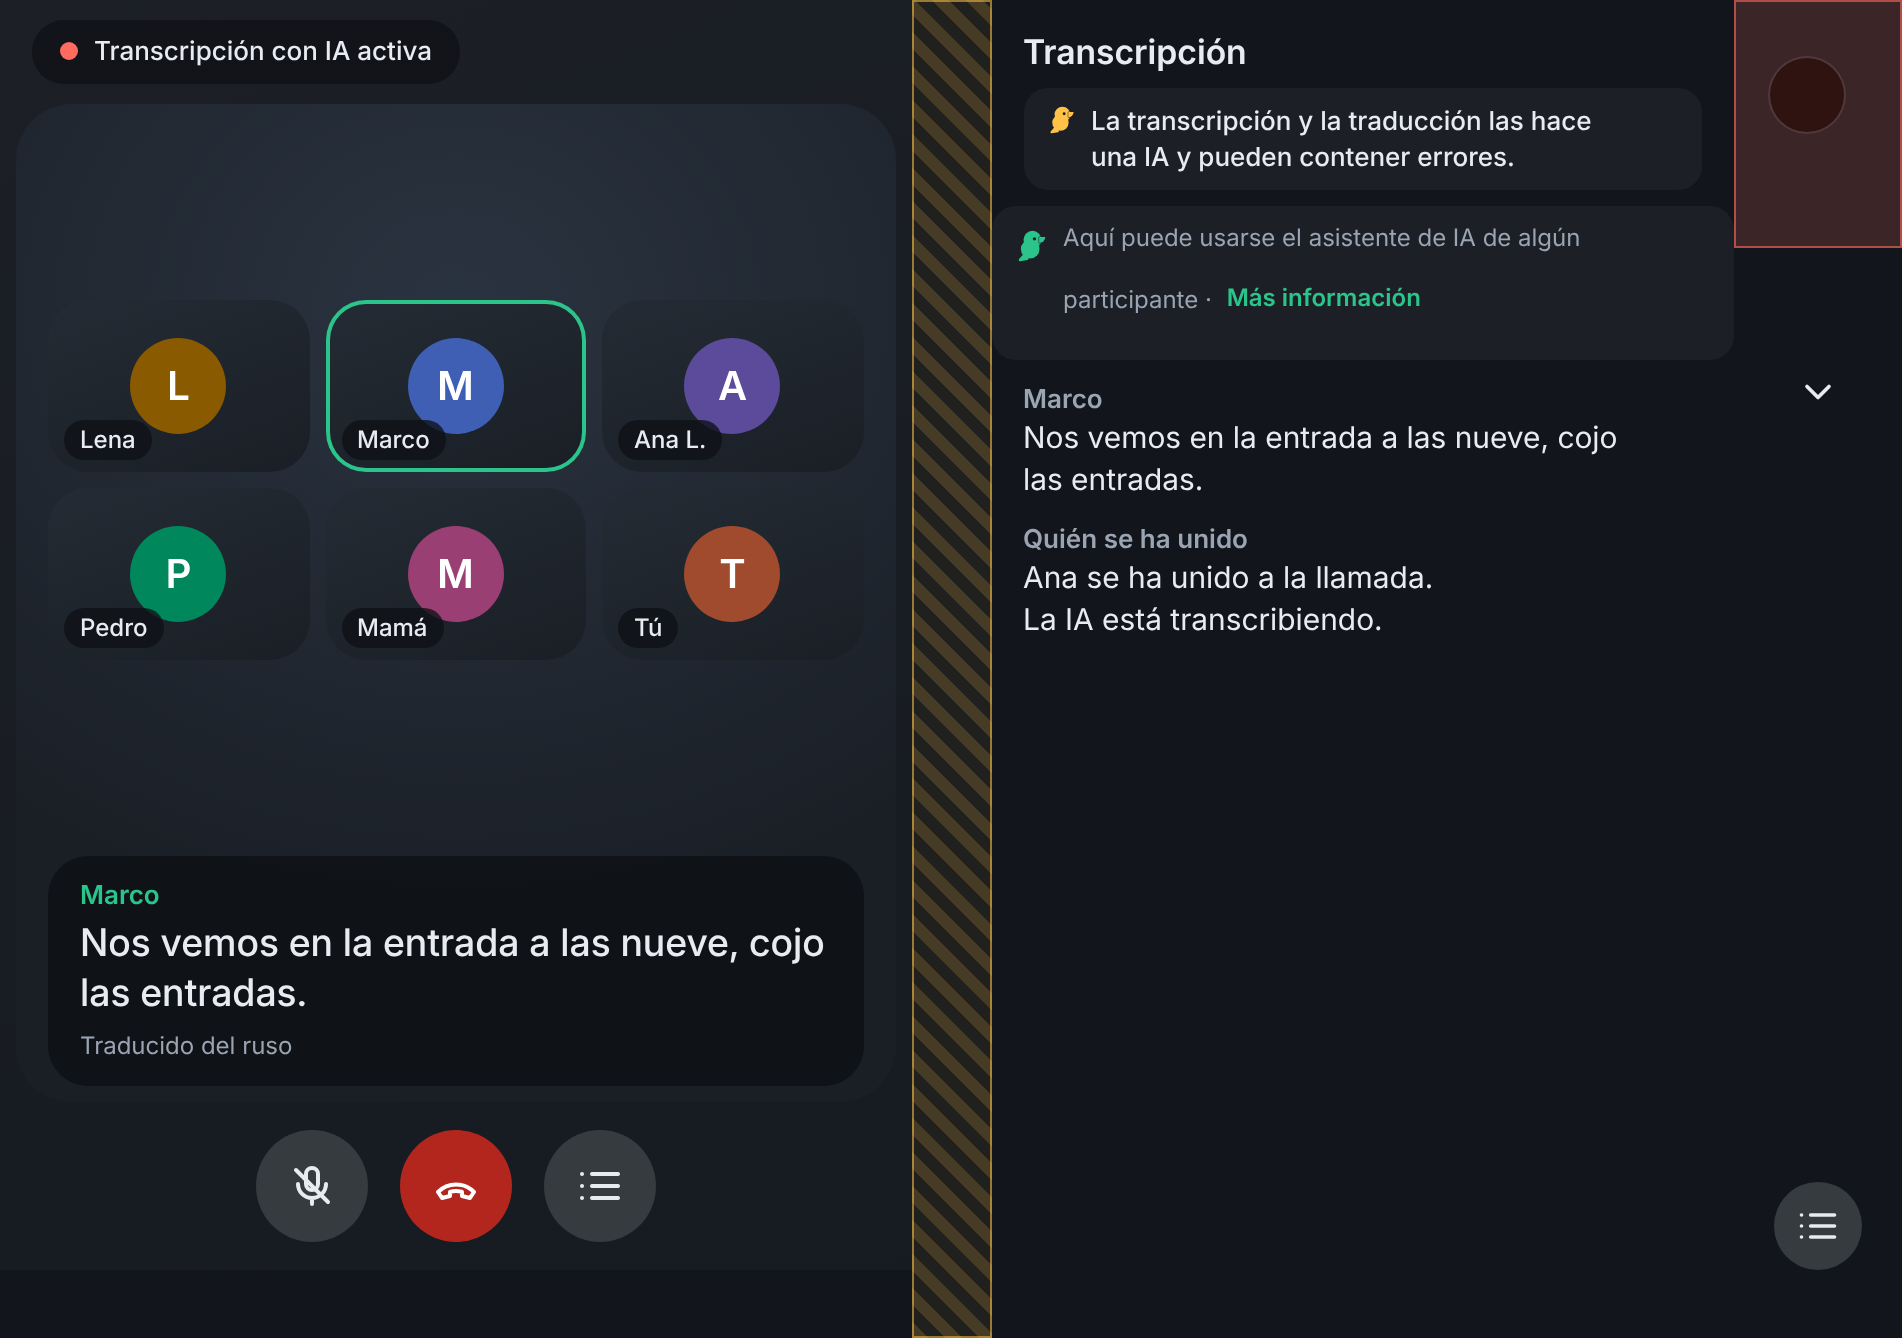 Transcripción con IA activa
L
Lena
M
Marco
A
Ana L.
P
Pedro
M
Mamá
T
Tú
Marco
Nos vemos en la entrada a las nueve, cojo
las entradas.
Traducido del ruso
Transcripción
La transcripción y la traducción las hace
una IA y pueden contener errores.
Aquí puede usarse el asistente de IA de algún
participante · Más información
Marco
Nos vemos en la entrada a las nueve, cojo
las entradas.
Quién se ha unido
Ana se ha unido a la llamada.
La IA está transcribiendo.